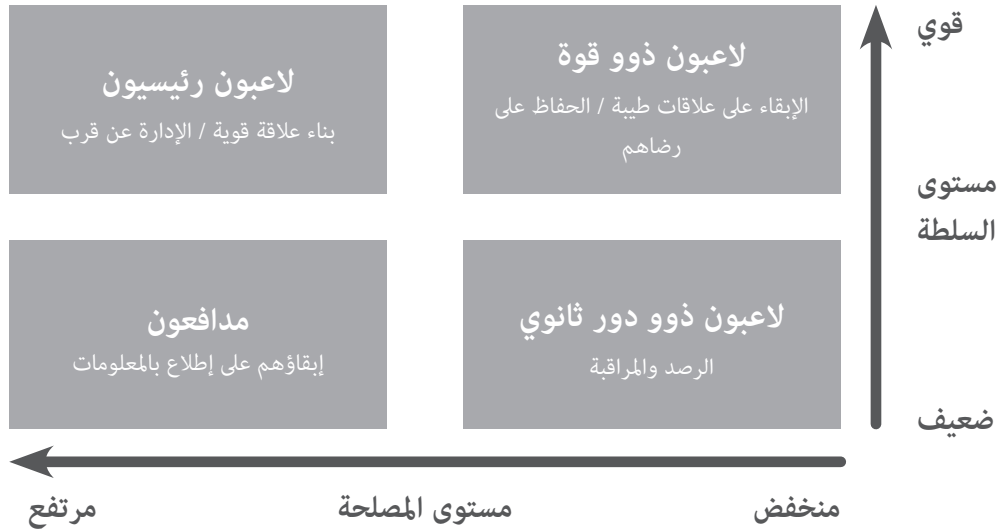 قوي
لاعبون ذوو قوة
الإبقاء على علاقات طيبة / الحفاظ على
رضاهم
لاعبون رئيسيون
بناء علاقة قوية / الإدارة عن قرب
مستوى
السلطة
لاعبون ذوو دور ثانوي
الرصد والمراقبة
مدافعون
إبقاؤهم على إطلاع بالمعلومات
ضعيف
منخفض
مستوى المصلحة
مرتفع